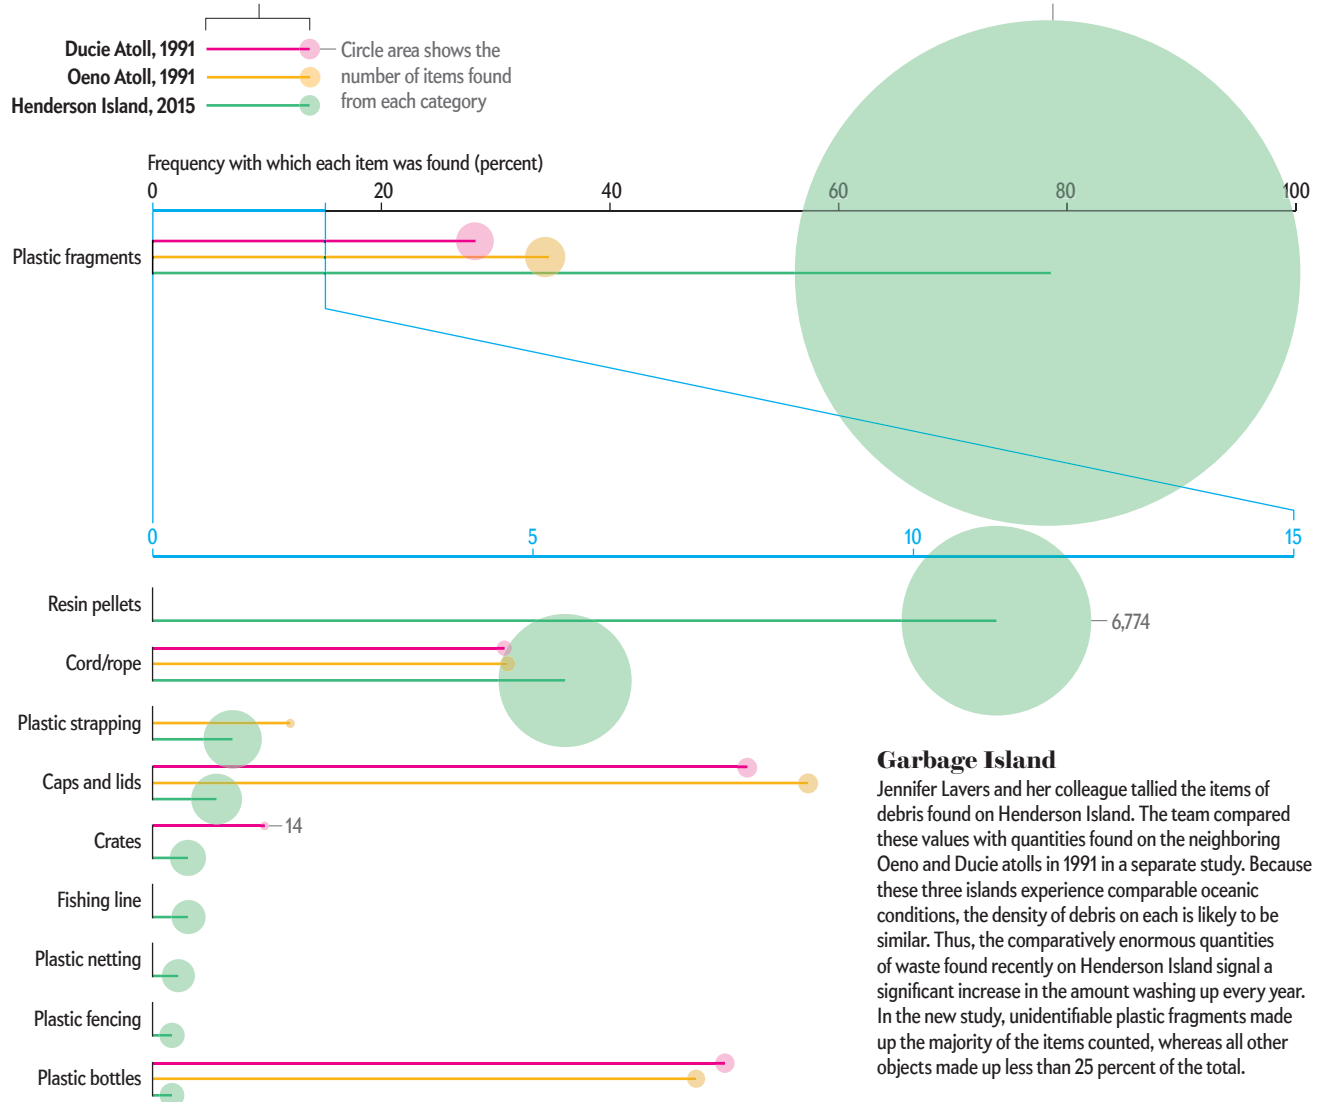 Ducie Atoll, 1991
Oeno Atoll, 1991
Henderson Island, 2015
Circle area shows the
number of items found
from each category
Frequency with which each item was found (percent)
0 20 40 60 80 100
Plastic fragments
0 5 10 15
Resin pellets
6,774
Cord/rope
Plastic strapping
Caps and lids
Crates
14
Fishing line
Plastic netting
Plastic fencing
Plastic bottles
Garbage Island
Jennifer Lavers and her colleague tallied the items of
debris found on Henderson Island. The team compared
these values with quantities found on the neighboring
Oeno and Ducie atolls in 1991 in a separate study. Because
these three islands experience comparable oceanic
conditions, the density of debris on each is likely to be
similar. Thus, the comparatively enormous quantities
of waste found recently on Henderson Island signal a
significant increase in the amount washing up every year.
In the new study, unidentifiable plastic fragments made
up the majority of the items counted, whereas all other
objects made up less than 25 percent of the total.